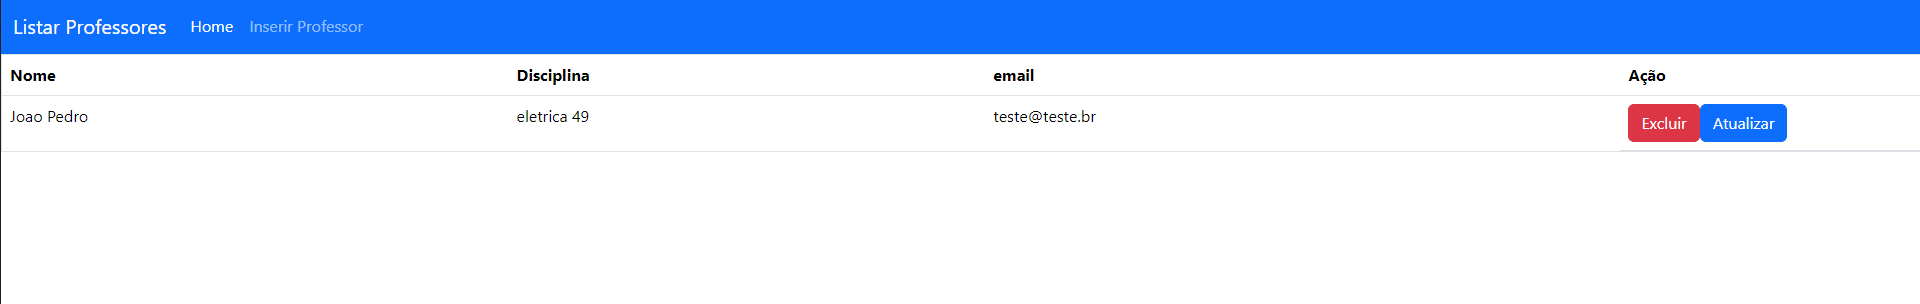 Listar Professores Home Inserir Professor
Nome Disciplina email Ação
Joao Pedro eletrica 49 teste@teste.br Excluir Atualizar